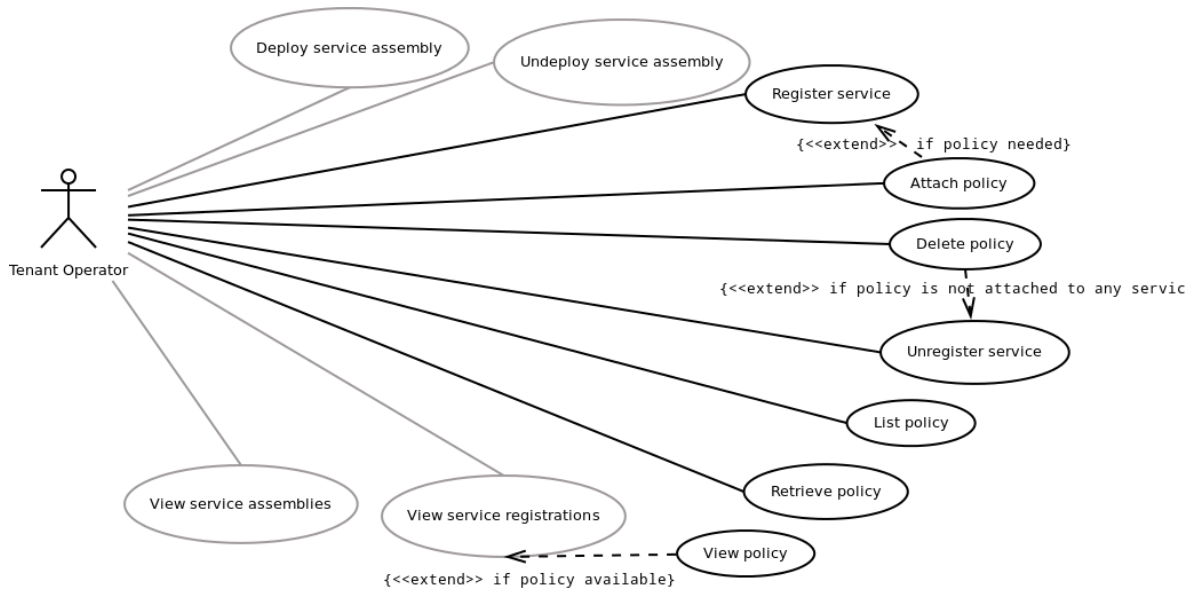 Deploy service assembly
Undeploy service assembly
Register service
{<<extend>> if policy needed}
Attach policy
Delete policy
Tenant Operator
{<<extend>> if policy is not attached to any servic
Unregister service
List policy
Retrieve policy
View service assemblies
View service registrations
View policy
{<<extend>> if policy available}